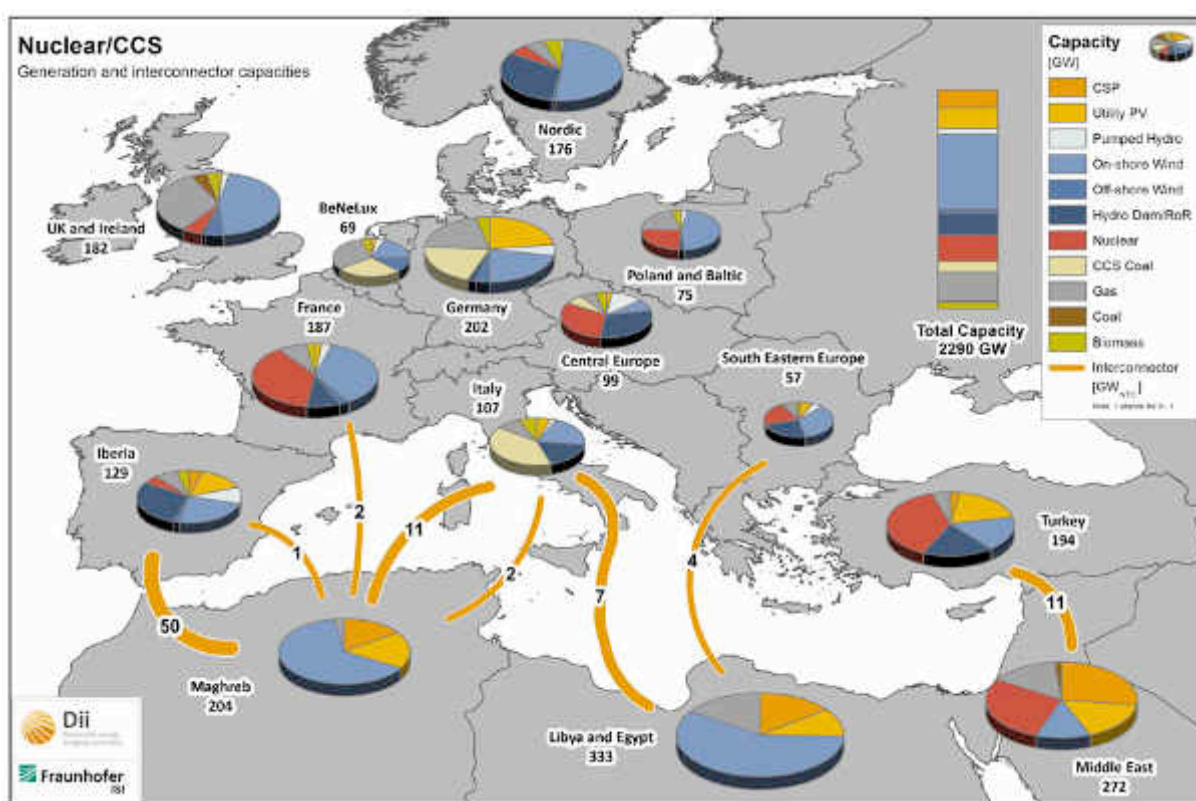 Nuclear/CCS
Generation and interconnector capacities
Nordic
176
UK and Ireland
182
BeNeLux
69
Germany
202
Poland and Baltic
75
France
187
Central Europe
99
Italy
107
South Eastern Europe
57
Iberia
129
Turkey
194
Maghreb
204
Libya and Egypt
333
Middle East
272
1
2
11
2
7
4
11
50
Total Capacity
2290 GW
Capacity
[GW]
CSP
Utility PV
Pumped Hydro
On-shore Wind
Off-shore Wind
Hydro Dam/RoR
Nuclear
CCS Coal
Gas
Coal
Biomass
Interconnector
[GW NTC]
Dii
Fraunhofer
ISI